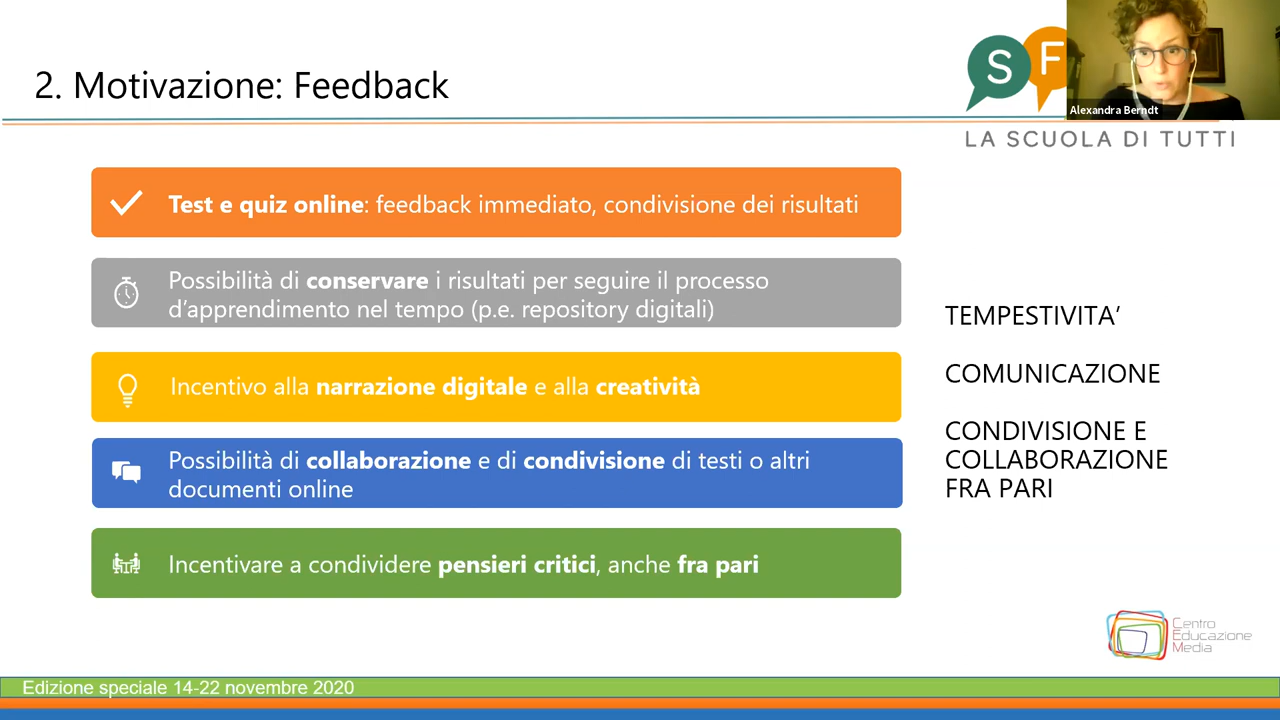 2. Motivazione: Feedback
S F
Alexandra Berndt
LA SCUOLA DI TUTTI
Test e quiz online: feedback immediato, condivisione dei risultati
Possibilità di conservare i risultati per seguire il processo
d'apprendimento nel tempo (p.e. repository digitali)
Incentivo alla narrazione digitale e alla creatività
Possibilità di collaborazione e di condivisione di testi o altri
documenti online
Incentivare a condividere pensieri critici, anche fra pari
TEMPESTIVITA’
COMUNICAZIONE
CONDIVISIONE E
COLLABORAZIONE
FRA PARI
Centro
Educazione
Media
Edizione speciale 14-22 novembre 2020